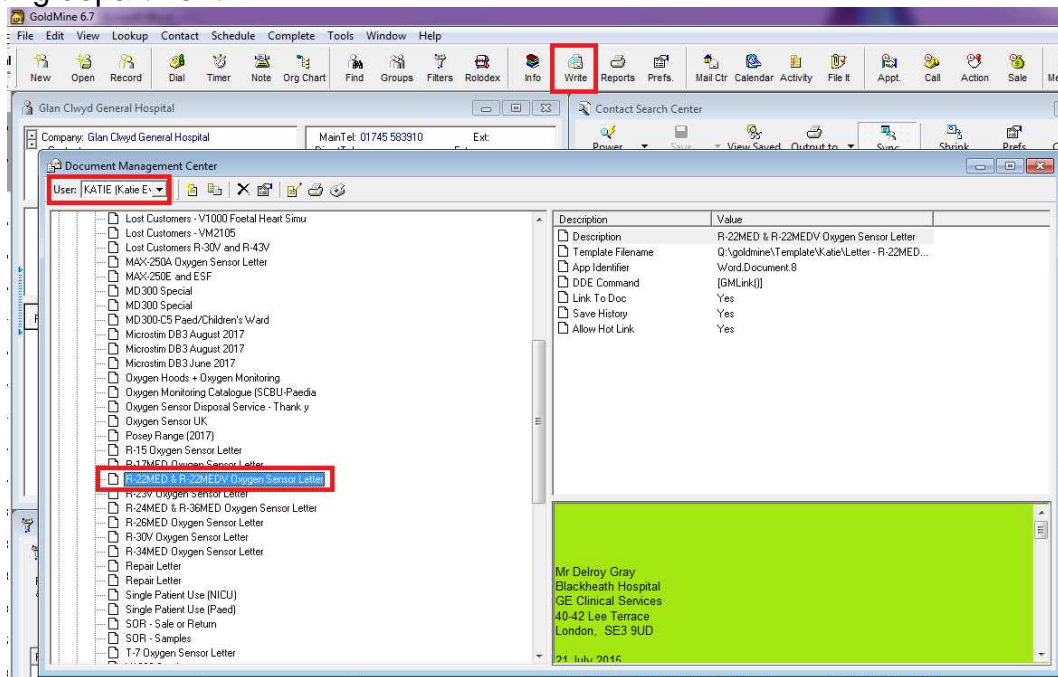 GoldMine 6.7
File Edit View Lookup Contact Schedule Complete Tools Window Help
New Open Record Dial Timer Note Org Chart Find Groups Filters Rolodex Info Write Reports Prefs. Mail Ctr Calendar Activity File It Appt. Call Action Sale
Glan Clwyd General Hospital
Contact Search Center
Company: Glan Clwyd General Hospital MainTel: 01745 583910 Ext:
Power Save View Saved Output to Sync Shrink Prefs
Document Management Center
User: KATIE (Katie Ev
Lost Customers - V1000 Foetal Heart Simu
Lost Customers - VM2105
Lost Customers R-30V and R-43V
MAX-250A Oxygen Sensor Letter
MAX-250E and ESF
MD300 Special
MD300 Special
MD300-C5 Paed/Children's Ward
Microstim DB3 August 2017
Microstim DB3 August 2017
Microstim DB3 June 2017
Oxygen Hoods + Oxygen Monitoring
Oxygen Monitoring Catalogue (SCBU-Paedia
Oxygen Sensor Disposal Service - Thank y
Oxygen Sensor UK
Posey Range (2017)
R-15 Oxygen Sensor Letter
R-17MED Oxygen Sensor Letter
R-22MED & R-22MEDV Oxygen Sensor Letter
R-23V Oxygen Sensor Letter
R-24MED & R-36MED Oxygen Sensor Letter
R-26MED Oxygen Sensor Letter
R-30V Oxygen Sensor Letter
R-34MED Oxygen Sensor Letter
Repair Letter
Repair Letter
Single Patient Use (NICU)
Single Patient Use (Paed)
SOR - Sale or Return
SOR - Samples
T-7 Oxygen Sensor Letter
Description Value
Description R-22MED & R-22MEDV Oxygen Sensor Letter
Template Filename Q:\goldmine\Template\Katie\Letter - R-22MED...
App Identifier Word.Document.8
DDE Command [GMLink()]
Link To Doc Yes
Save History Yes
Allow Hot Link Yes
Mr Delroy Gray
Blackheath Hospital
GE Clinical Services
40-42 Lee Terrace
London, SE3 9UD
21 July 2015